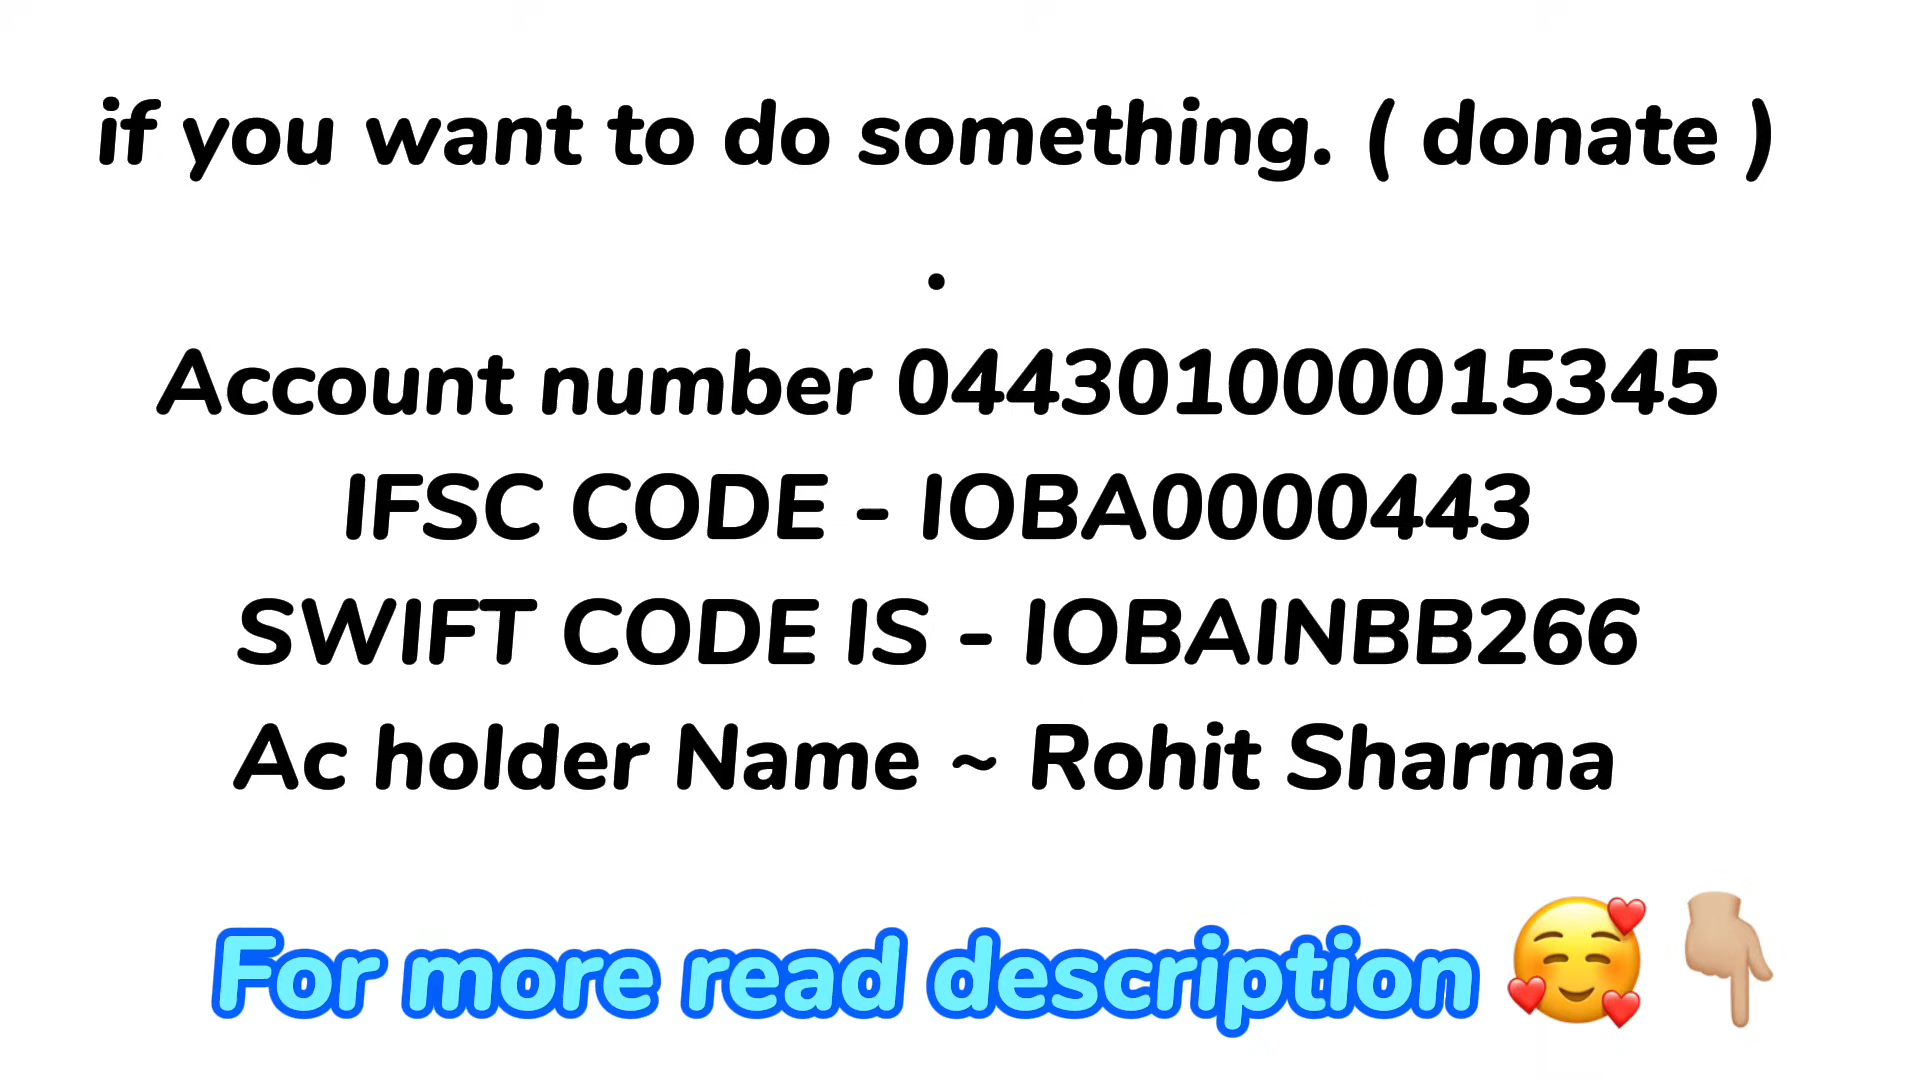 if you want to do something. ( donate )
.
Account number 044301000015345
IFSC CODE - IOBA0000443
SWIFT CODE IS - IOBAINBB266
Ac holder Name ~ Rohit Sharma
For more read description 🥰 👇🏼